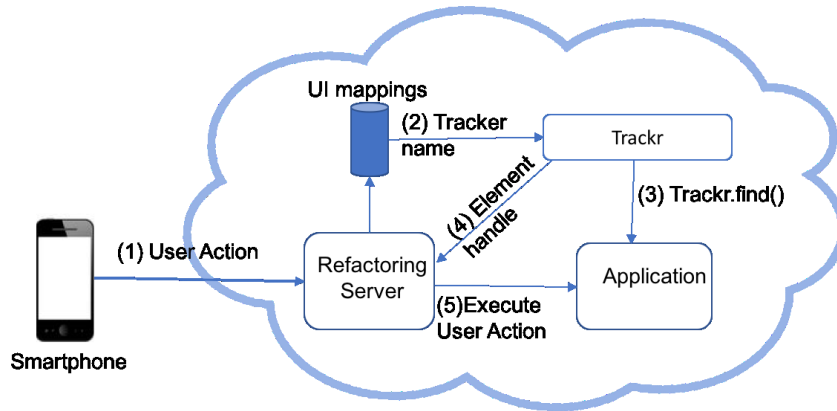 UI mappings
(2) Tracker
name
Trackr
(3) Trackr.find()
(4) Element
handle
(1) User Action
Refactoring
Server
Application
(5)Execute
User Action
Smartphone